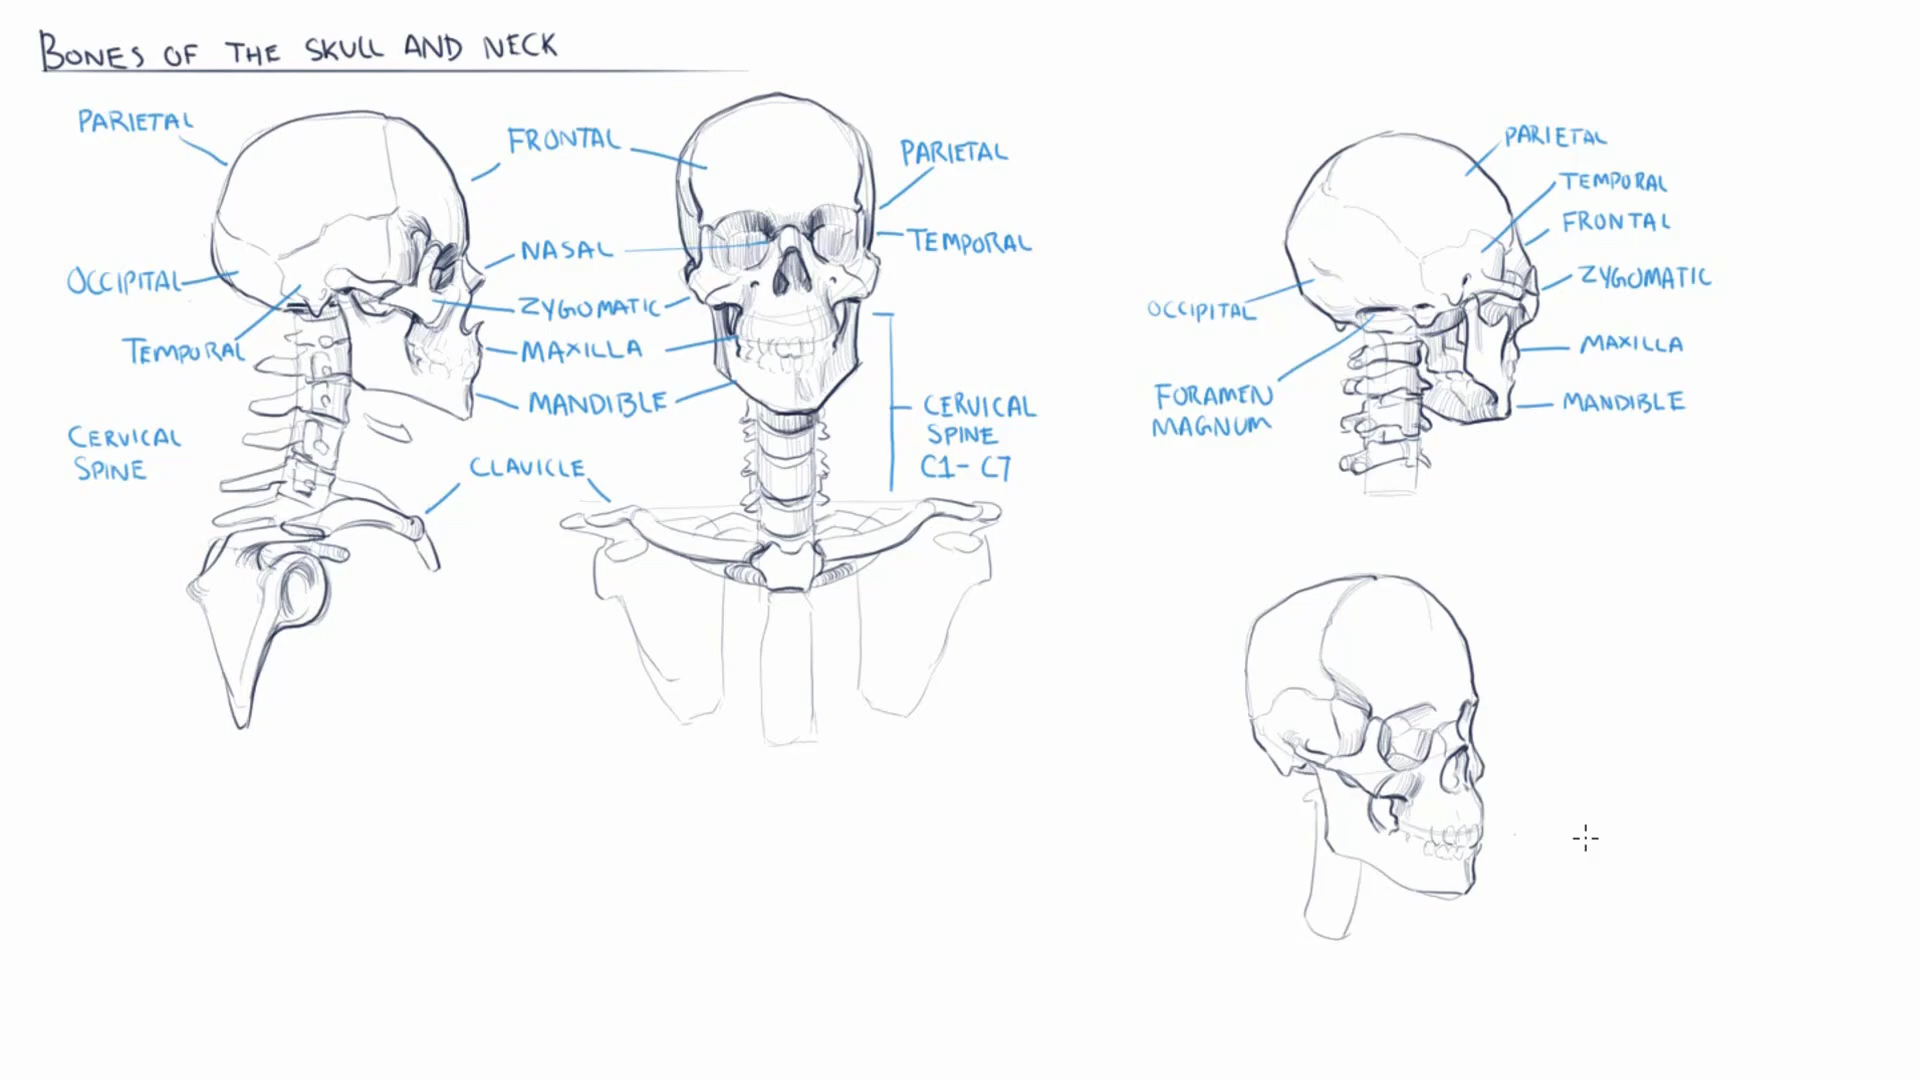 BONES OF THE SKULL AND NECK
PARIETAL
FRONTAL
PARIETAL
NASAL
TEMPORAL
OCCIPITAL
ZYGOMATIC
TEMPORAL
MAXILLA
MANDIBLE
CERVICAL
SPINE
CERVICAL
SPINE
C1- C7
CLAVICLE
PARIETAL
TEMPORAL
FRONTAL
ZYGOMATIC
OCCIPITAL
MAXILLA
FORAMEN
MAGNUM
MANDIBLE